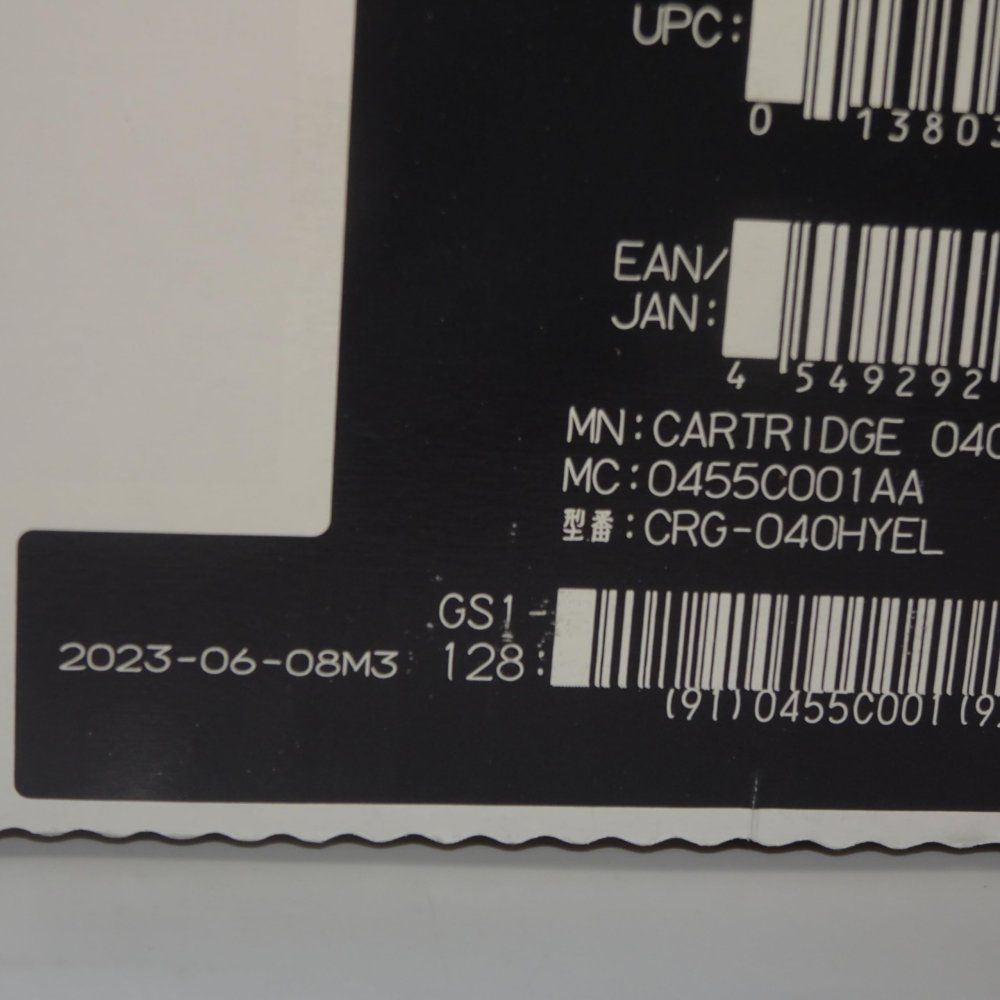 UPC:
0 13803
EAN/
JAN:
4 549292
MN:CARTRIDGE 040
MC:0455C001AA
型番:CRG-040HYEL
GS1-
128:
2023-06-08M3
(91)0455C001(9